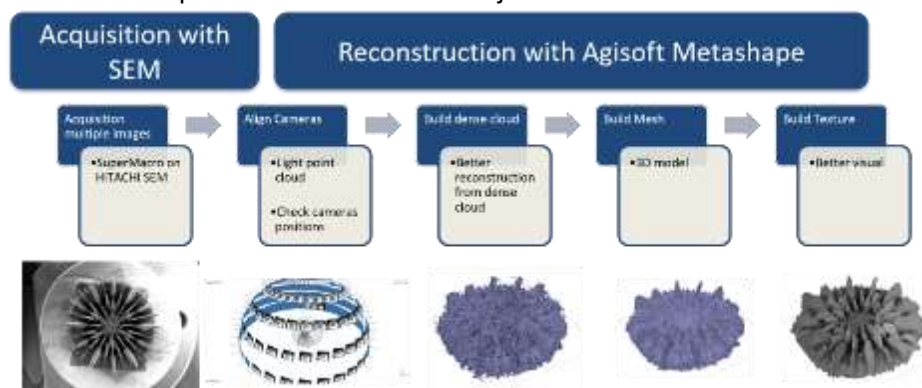 Acquisition with
SEM
Reconstruction with Agisoft Metashape
Acquisition
multiple images
Align Cameras
Build dense cloud
Build Mesh
Build Texture
•SuperMacro on
HITACHI SEM
•Light point
cloud
•Check cameras
positions
•Better
reconstruction
from dense
cloud
•3D model
•Better visual